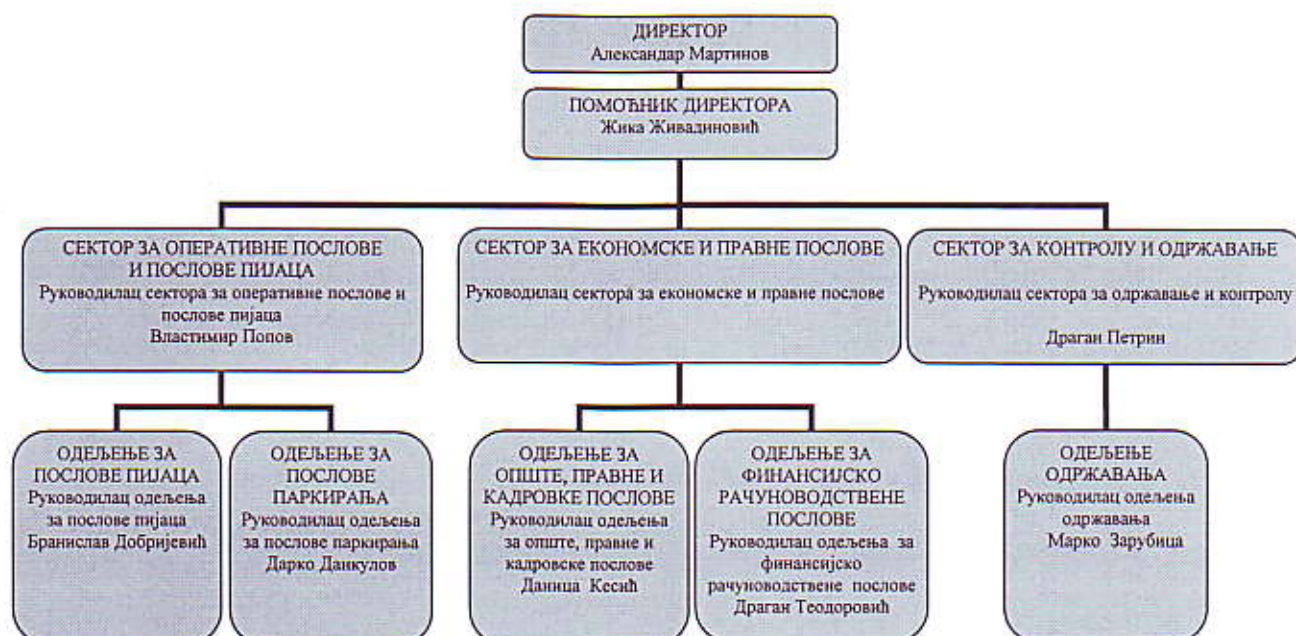 ДИРЕКТОР
Александар Мартинов
ПОМОЋНИК ДИРЕКТОРА
Жика Живадиновић
СЕКТОР ЗА ОПЕРАТИВНЕ ПОСЛОВЕ
И ПОСЛОВЕ ПИЈАЦА
Руководилац сектора за оперативне послове и
послове пијаца
Властимир Попов
СЕКТОР ЗА ЕКОНОМСКЕ И ПРАВНЕ ПОСЛОВЕ
Руководилац сектора за економске и правне послове
СЕКТОР ЗА КОНТРОЛУ И ОДРЖАВАЊЕ
Руководилац сектора за одржавање и контролу
Драган Петрин
ОДЕЉЕЊЕ ЗА
ПОСЛОВЕ ПИЈАЦА
Руководилац одељења
за послове пијаца
Бранислав Добријевић
ОДЕЉЕЊЕ ЗА
ПОСЛОВЕ
ПАРКИРАЊА
Руководилац одељења
за послове паркирања
Дарко Данкулов
ОДЕЉЕЊЕ ЗА
ОПШТЕ, ПРАВНЕ И
КАДРОВКЕ ПОСЛОВЕ
Руководилац одељења
за опште, правне и
кадровске послове
Даница Кесић
ОДЕЉЕЊЕ ЗА
ФИНАНСИЈСКО
РАЧУНОВОДСТВЕНЕ
ПОСЛОВЕ
Руководилац одељења за
финансијско
рачуноводствене послове
Драган Теодоровић
ОДЕЉЕЊЕ
ОДРЖАВАЊА
Руководилац одељења
одржавања
Марко Зарубица